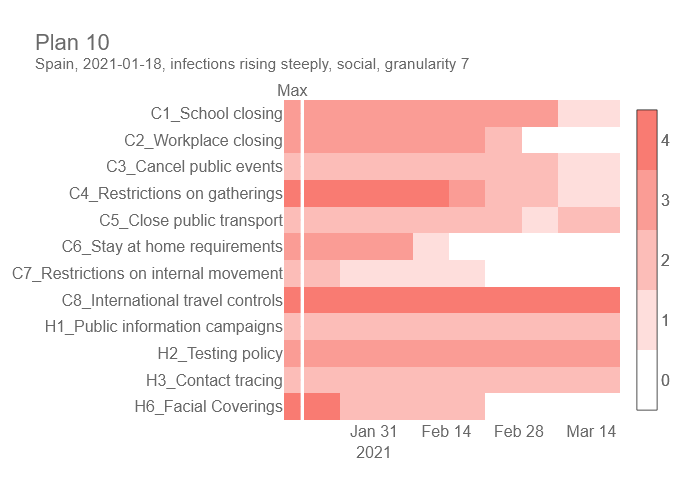 Plan 10
Spain, 2021-01-18, infections rising steeply, social, granularity 7
Max
C1_School closing
C2_Workplace closing
C3_Cancel public events
C4_Restrictions on gatherings
C5_Close public transport
C6_Stay at home requirements
C7_Restrictions on internal movement
C8_International travel controls
H1_Public information campaigns
H2_Testing policy
H3_Contact tracing
H6_Facial Coverings
Jan 31
2021
Feb 14
Feb 28
Mar 14
4
3
2
1
0